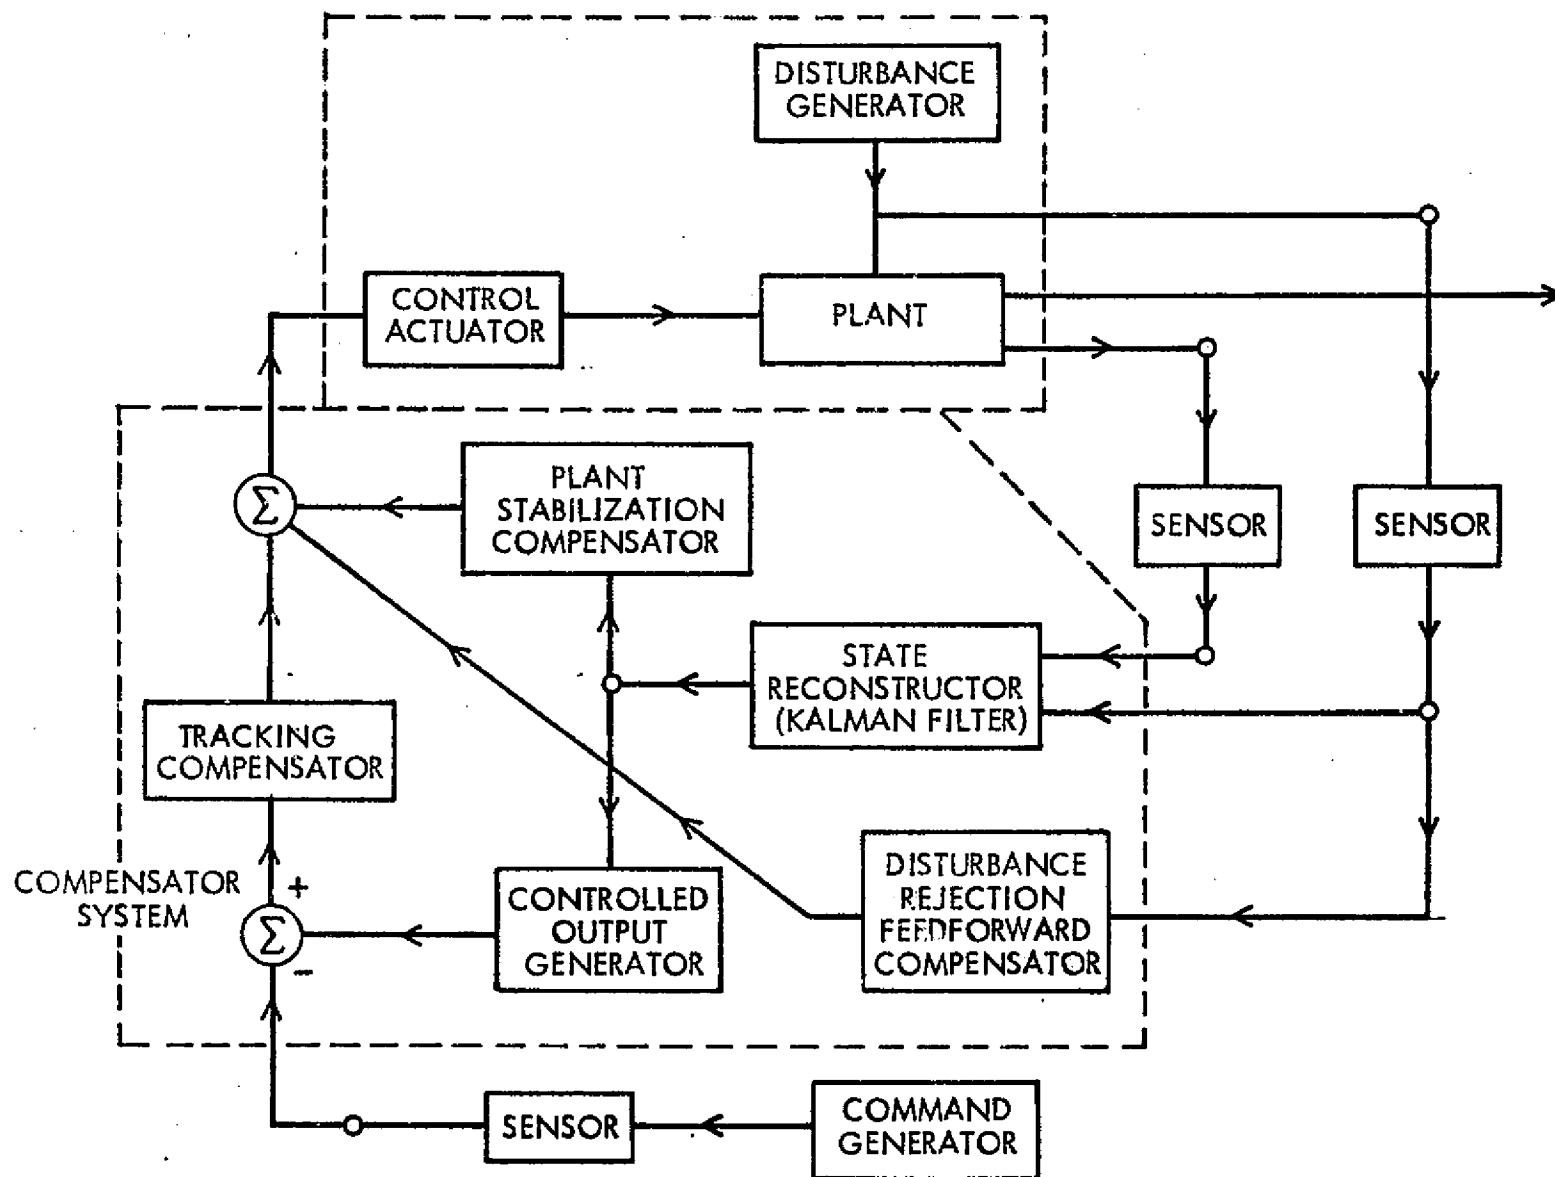 DISTURBANCE
GENERATOR
CONTROL
ACTUATOR
PLANT
PLANT
STABILIZATION
COMPENSATOR
Σ
SENSOR
SENSOR
STATE
RECONSTRUCTOR
(KALMAN FILTER)
TRACKING
COMPENSATOR
COMPENSATOR
SYSTEM
+
Σ
-
CONTROLLED
OUTPUT
GENERATOR
DISTURBANCE
REJECTION
FEEDFORWARD
COMPENSATOR
SENSOR
COMMAND
GENERATOR